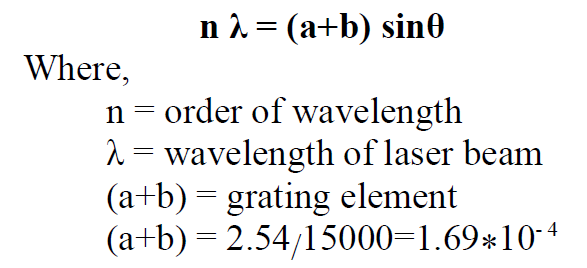 n λ = (a+b) sinθ
Where,
n = order of wavelength
λ = wavelength of laser beam
(a+b) = grating element
(a+b) = 2.54/15000=1.69*10⁻⁴